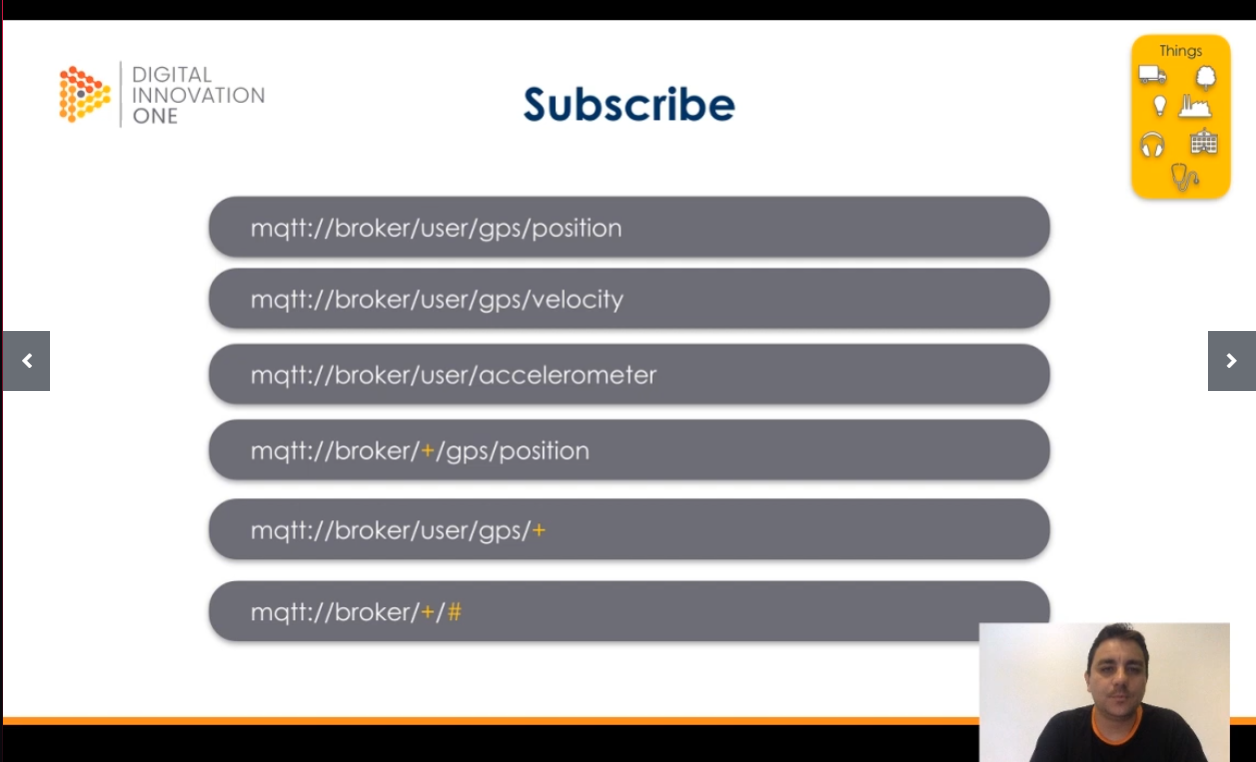 DIGITAL
INNOVATION
ONE
Subscribe
Things
mqtt://broker/user/gps/position
mqtt://broker/user/gps/velocity
mqtt://broker/user/accelerometer
mqtt://broker/+/gps/position
mqtt://broker/user/gps/+
mqtt://broker/+/#